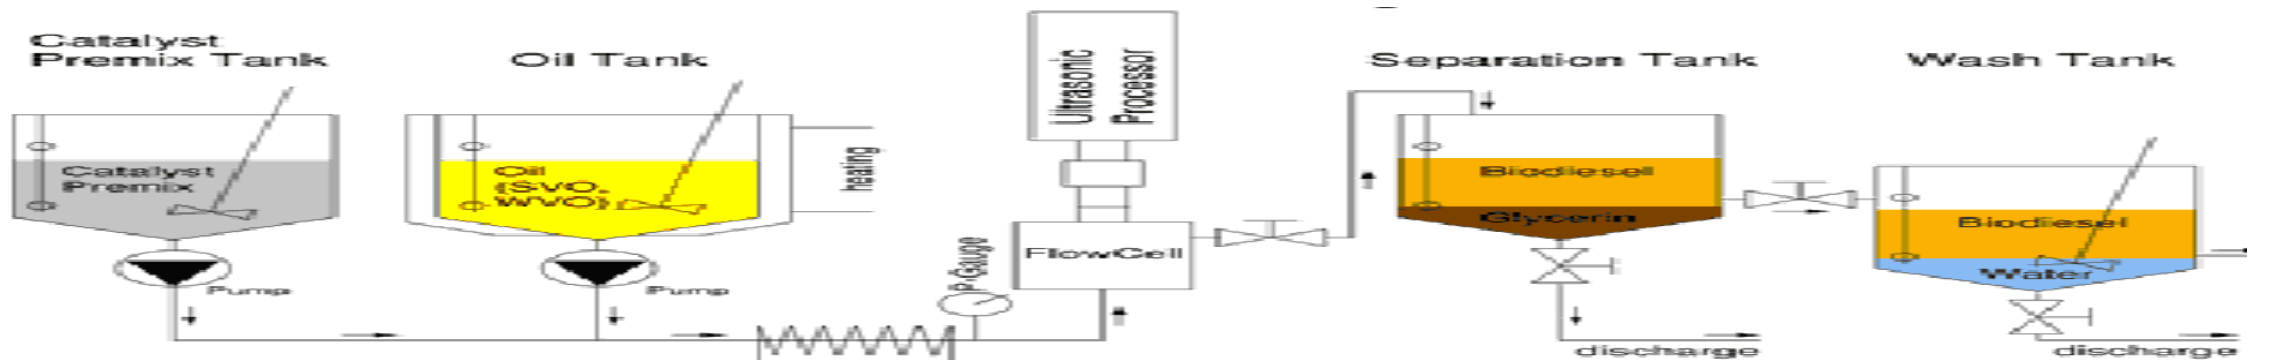 Catalyst
Premix Tank
Oil Tank
Ultrasonic
Processor
Separation Tank
Wash Tank
Catalyst
Premix
Oil
(SVO,
WVO)
heating
Biodiesel
Glycerin
Biodiesel
Water
FlowCell
P-Gauge
Pump
Pump
discharge
discharge